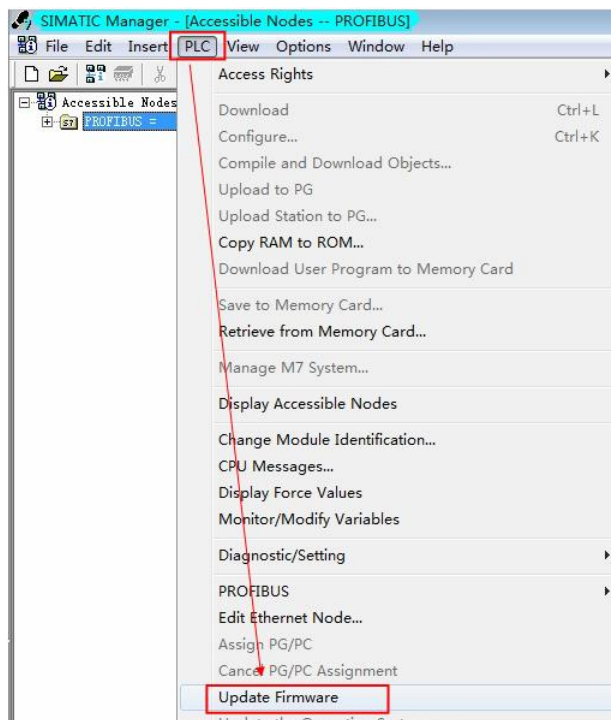 SIMATIC Manager - [Accessible Nodes -- PROFIBUS]
File Edit Insert PLC View Options Window Help
Access Rights
Accessible Nodes
PROFIBUS =
Download Ctrl+L
Configure... Ctrl+K
Compile and Download Objects...
Upload to PG
Upload Station to PG...
Copy RAM to ROM...
Download User Program to Memory Card
Save to Memory Card...
Retrieve from Memory Card...
Manage M7 System...
Display Accessible Nodes
Change Module Identification...
CPU Messages...
Display Force Values
Monitor/Modify Variables
Diagnostic/Setting
PROFIBUS
Edit Ethernet Node...
Assign PG/PC
Cancel PG/PC Assignment
Update Firmware